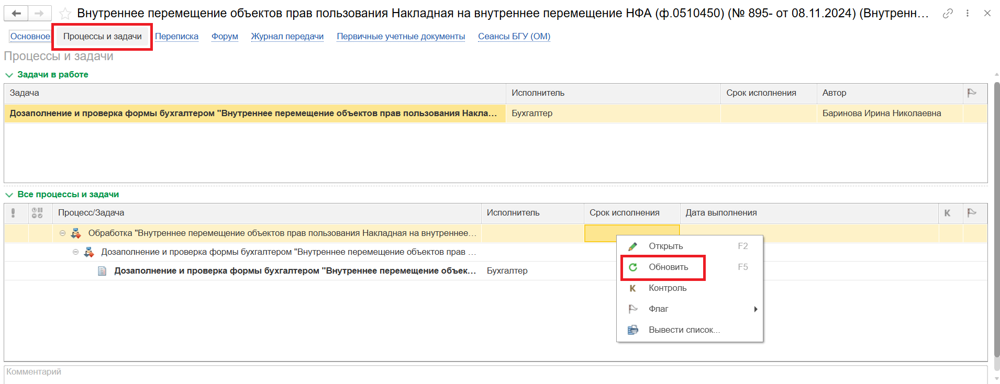 Внутреннее перемещение объектов прав пользования Накладная на внутреннее перемещение НФА (ф.0510450) (№ 895- от 08.11.2024) (Внутренн...
Основное Процессы и задачи Переписка Форум Журнал передачи Первичные учетные документы Сеансы БГУ (ОМ)
Процессы и задачи
Задачи в работе
Задача Исполнитель Срок исполнения Автор
Дозаполнение и проверка формы бухгалтером "Внутреннее перемещение объектов прав пользования Накла... Бухгалтер Баринова Ирина Николаевна
Все процессы и задачи
Процесс/Задача Исполнитель Срок исполнения Дата выполнения К
Обработка "Внутреннее перемещение объектов прав пользования Накладная на внутреннее...
Открыть F2
Дозаполнение и проверка формы бухгалтером "Внутреннее перемещение объектов прав ...
Обновить F5
Дозаполнение и проверка формы бухгалтером "Внутреннее перемещение объек... Бухгалтер
К Контроль
Флаг
Вывести список...
Комментарий